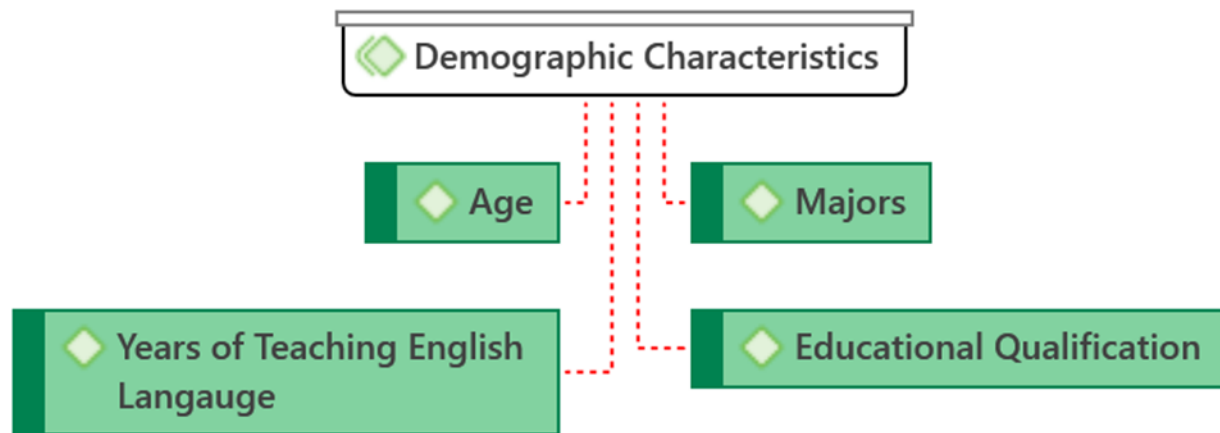 Demographic Characteristics
Age
Majors
Years of Teaching English
Langauge
Educational Qualification